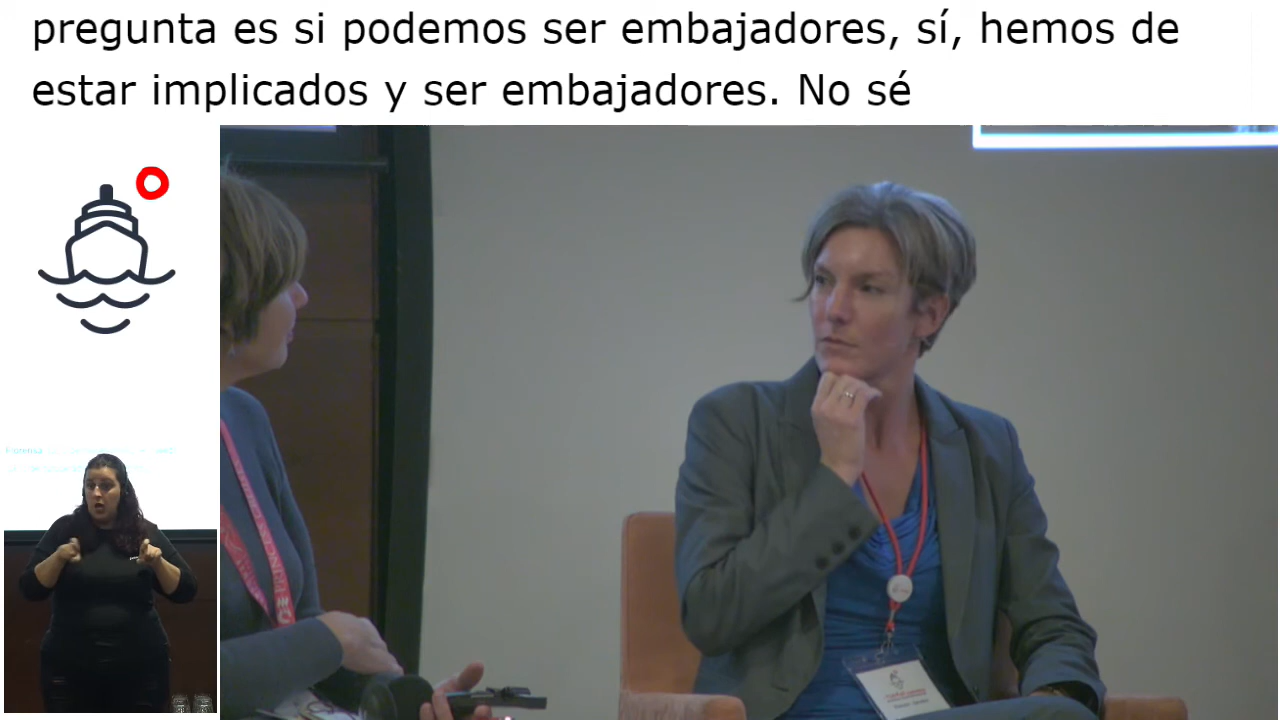 pregunta es si podemos ser embajadores, sí, hemos de
estar implicados y ser embajadores. No sé